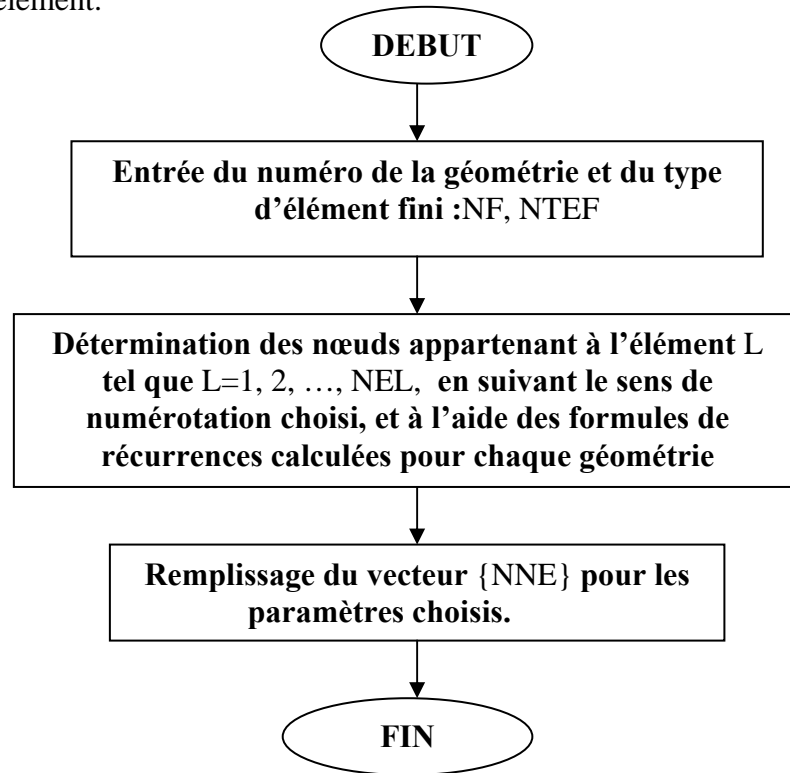 élément.
DEBUT
Entrée du numéro de la géométrie et du type
d’élément fini :NF, NTEF
Détermination des nœuds appartenant à l’élément L
tel que L=1, 2, …, NEL, en suivant le sens de
numérotation choisi, et à l’aide des formules de
récurrences calculées pour chaque géométrie
Remplissage du vecteur {NNE} pour les
paramètres choisis.
FIN